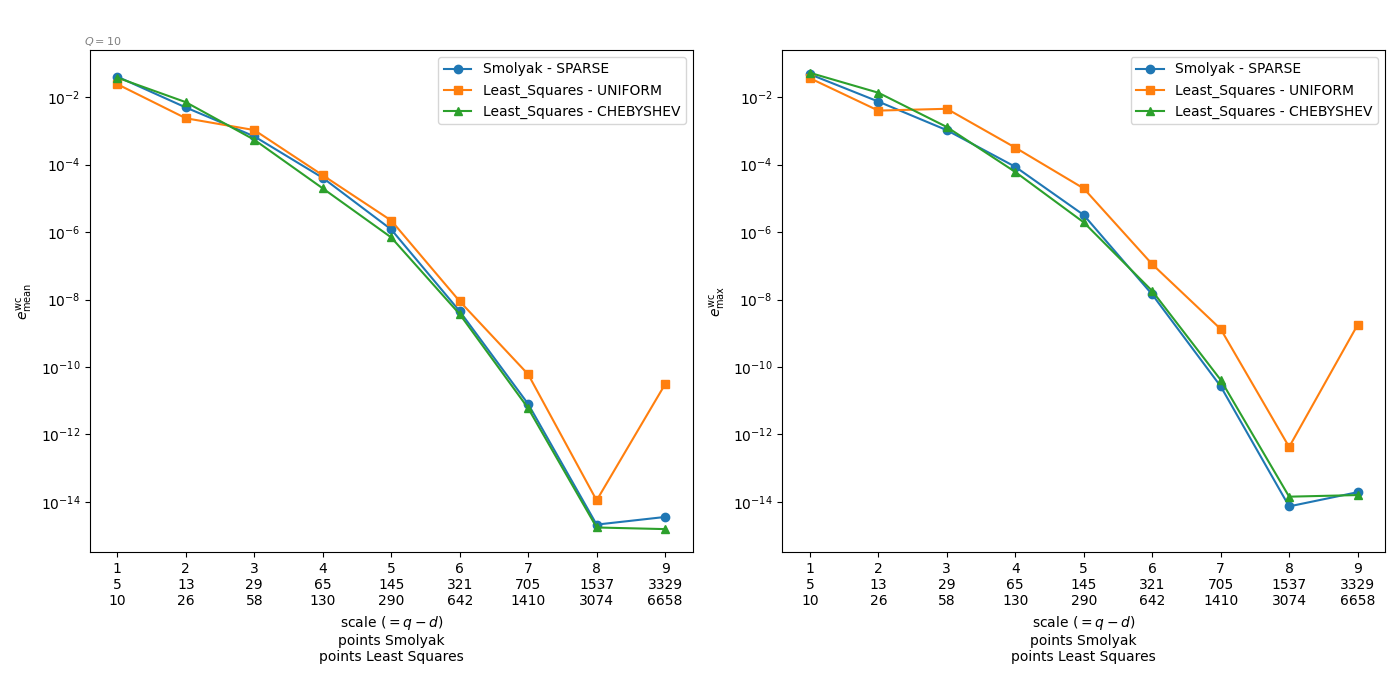 Q = 10
Smolyak - SPARSE
Least_Squares - UNIFORM
Least_Squares - CHEBYSHEV
10⁻²
10⁻⁴
10⁻⁶
10⁻⁸
10⁻¹⁰
10⁻¹²
10⁻¹⁴
e^wc_mean
1 2 3 4 5 6 7 8 9
5 13 29 65 145 321 705 1537 3329
10 26 58 130 290 642 1410 3074 6658
scale (= q − d)
points Smolyak
points Least Squares
Smolyak - SPARSE
Least_Squares - UNIFORM
Least_Squares - CHEBYSHEV
10⁻²
10⁻⁴
10⁻⁶
10⁻⁸
10⁻¹⁰
10⁻¹²
10⁻¹⁴
e^wc_max
1 2 3 4 5 6 7 8 9
5 13 29 65 145 321 705 1537 3329
10 26 58 130 290 642 1410 3074 6658
scale (= q − d)
points Smolyak
points Least Squares